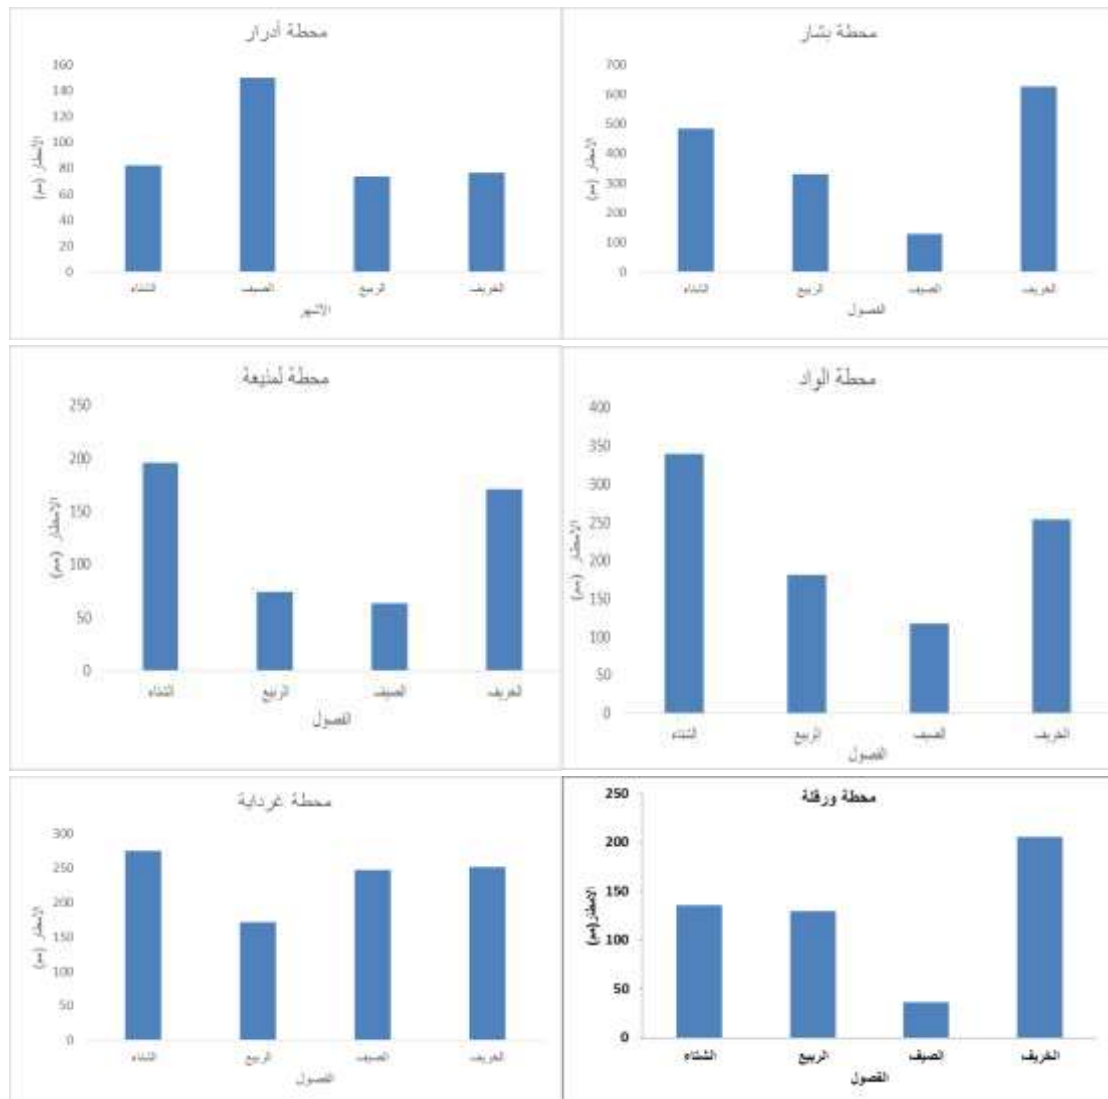 محطة أدرار
160
140
120
100
80
60
40
20
0
الأمطار (مم)
الشتاء
الصيف
الربيع
الخريف
الأشهر
محطة بشار
700
600
500
400
300
200
100
0
الأمطار (مم)
الشتاء
الربيع
الصيف
الخريف
الفصول
محطة لمنيعة
250
200
150
100
50
0
الامطار (مم)
الشتاء
الربيع
الصيف
الخريف
الفصول
محطة الواد
400
350
300
250
200
150
100
50
0
الامطار (مم)
الشتاء
الربيع
الصيف
الخريف
الفصول
محطة غرداية
300
250
200
150
100
50
0
الامطار (مم)
الشتاء
الربيع
الصيف
الخريف
الفصول
محطة ورقلة
250
200
150
100
50
0
الامطار(مم)
الشتاء
الربيع
الصيف
الخريف
الفصول